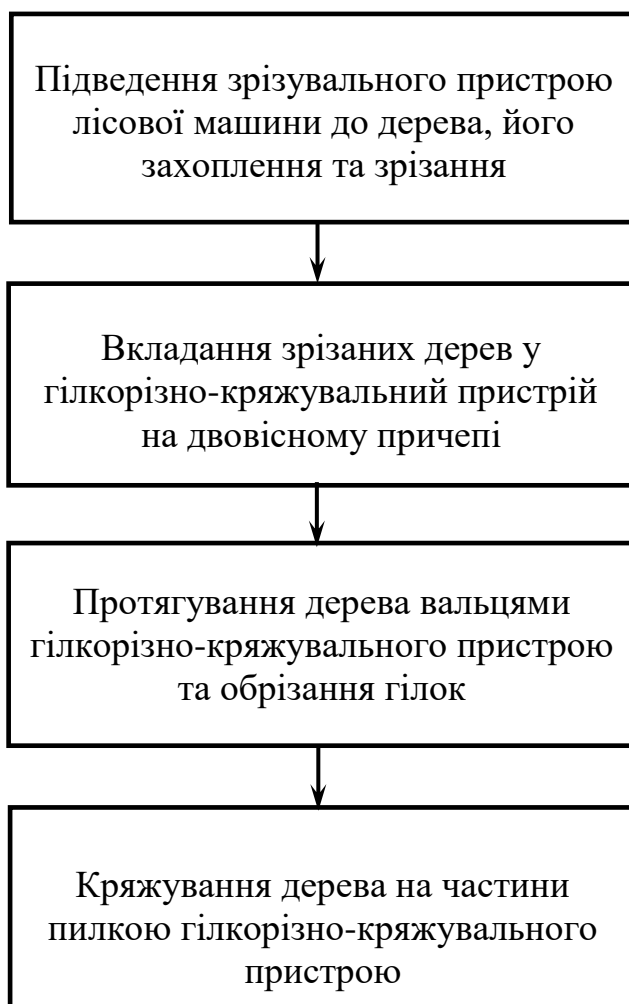 Підведення зрізувального пристрою
лісової машини до дерева, його
захоплення та зрізання
Вкладання зрізаних дерев у
гілкорізно-кряжувальний пристрій
на двовісному причепі
Протягування дерева вальцями
гілкорізно-кряжувального пристрою
та обрізання гілок
Кряжування дерева на частини
пилкою гілкорізно-кряжувального
пристрою